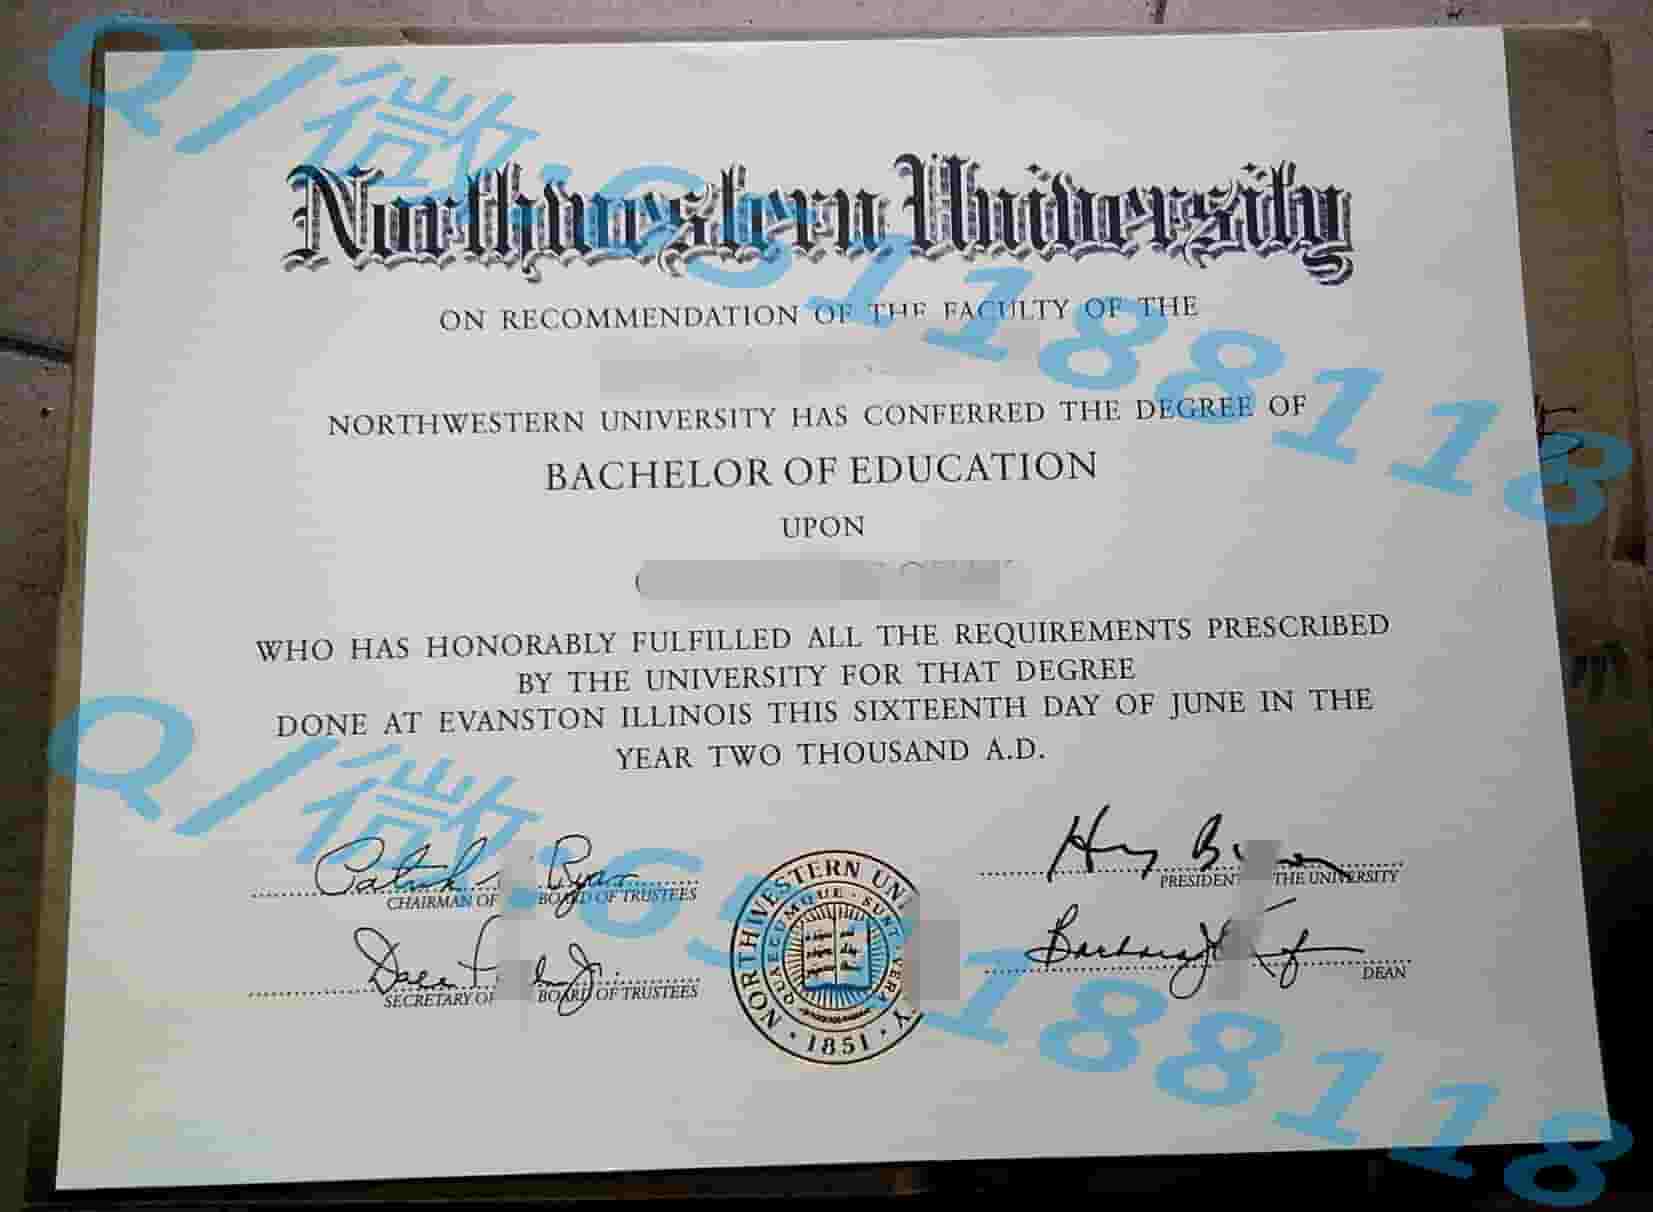 Q/微:
Northwestern University
ON RECOMMENDATION OF THE FACULTY OF THE
NORTHWESTERN UNIVERSITY HAS CONFERRED THE DEGREE OF
BACHELOR OF EDUCATION
UPON
WHO HAS HONORABLY FULFILLED ALL THE REQUIREMENTS PRESCRIBED
BY THE UNIVERSITY FOR THAT DEGREE
DONE AT EVANSTON ILLINOIS THIS SIXTEENTH DAY OF JUNE IN THE
YEAR TWO THOUSAND A.D.
Q/微:
CHAIRMAN OF BOARD OF TRUSTEES
PRESIDENT THE UNIVERSITY
SECRETARY OF BOARD OF TRUSTEES
DEAN
NORTHWESTERN UNI Y · 1851 ·
QUAECUMQUE · SUNT · VERA